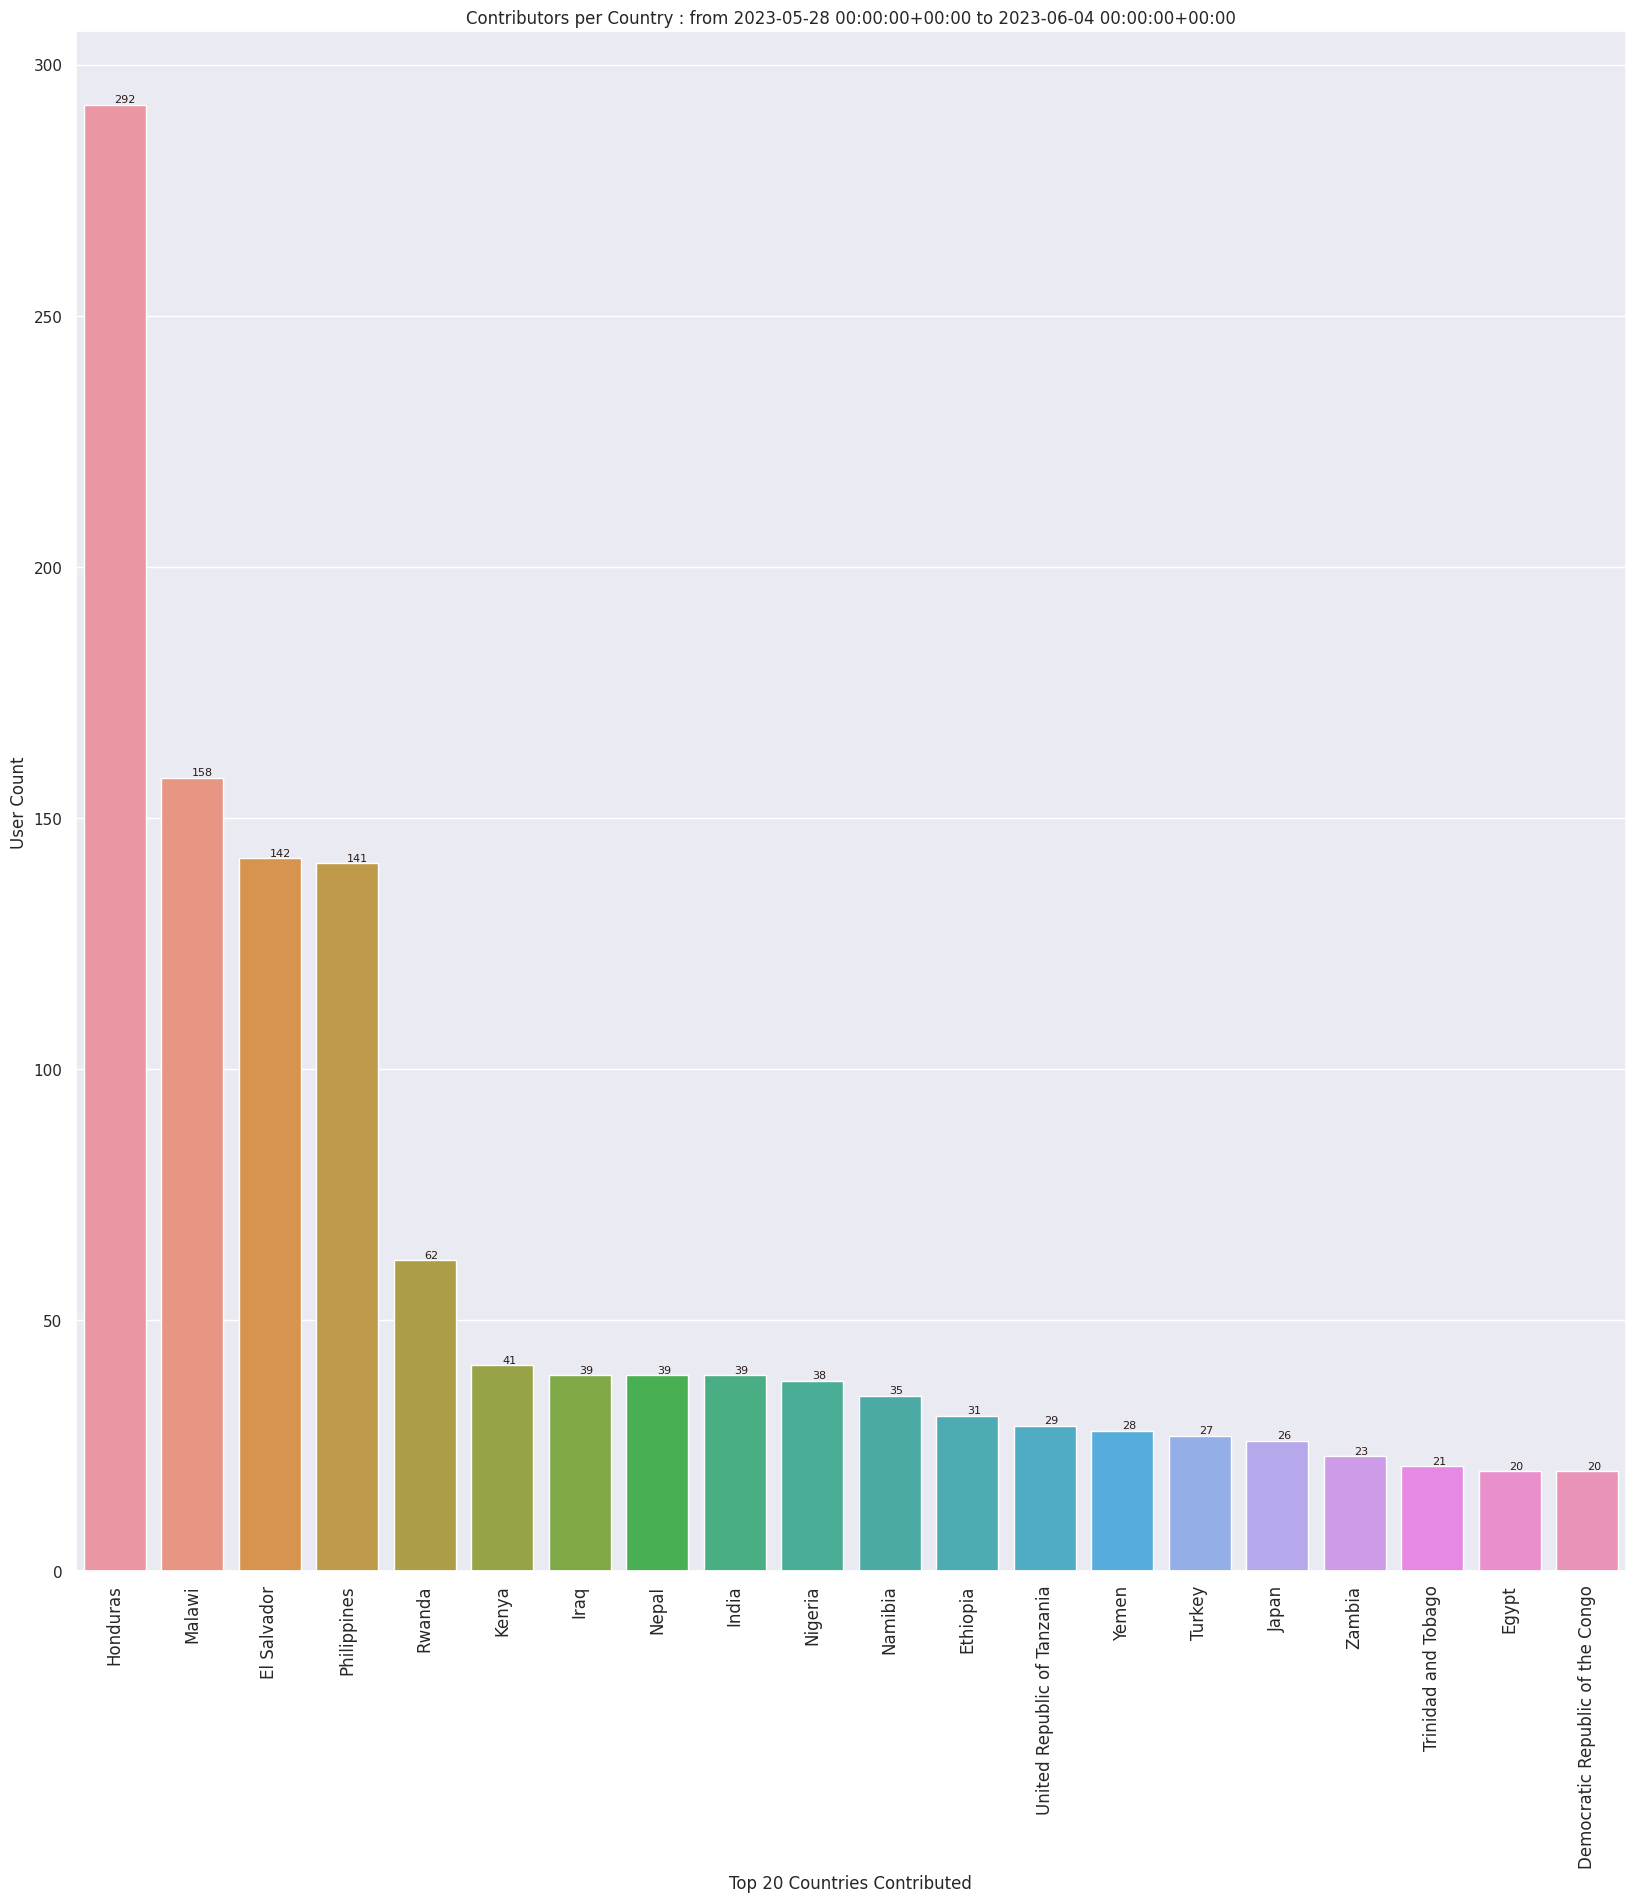 Contributors per Country : from 2023-05-28 00:00:00+00:00 to 2023-06-04 00:00:00+00:00
User Count
300
250
200
150
100
50
0
292
158
142
141
62
41
39
39
39
38
35
31
29
28
27
26
23
21
20
20
Honduras
Malawi
El Salvador
Philippines
Rwanda
Kenya
Iraq
Nepal
India
Nigeria
Namibia
Ethiopia
United Republic of Tanzania
Yemen
Turkey
Japan
Zambia
Trinidad and Tobago
Egypt
Democratic Republic of the Congo
Top 20 Countries Contributed